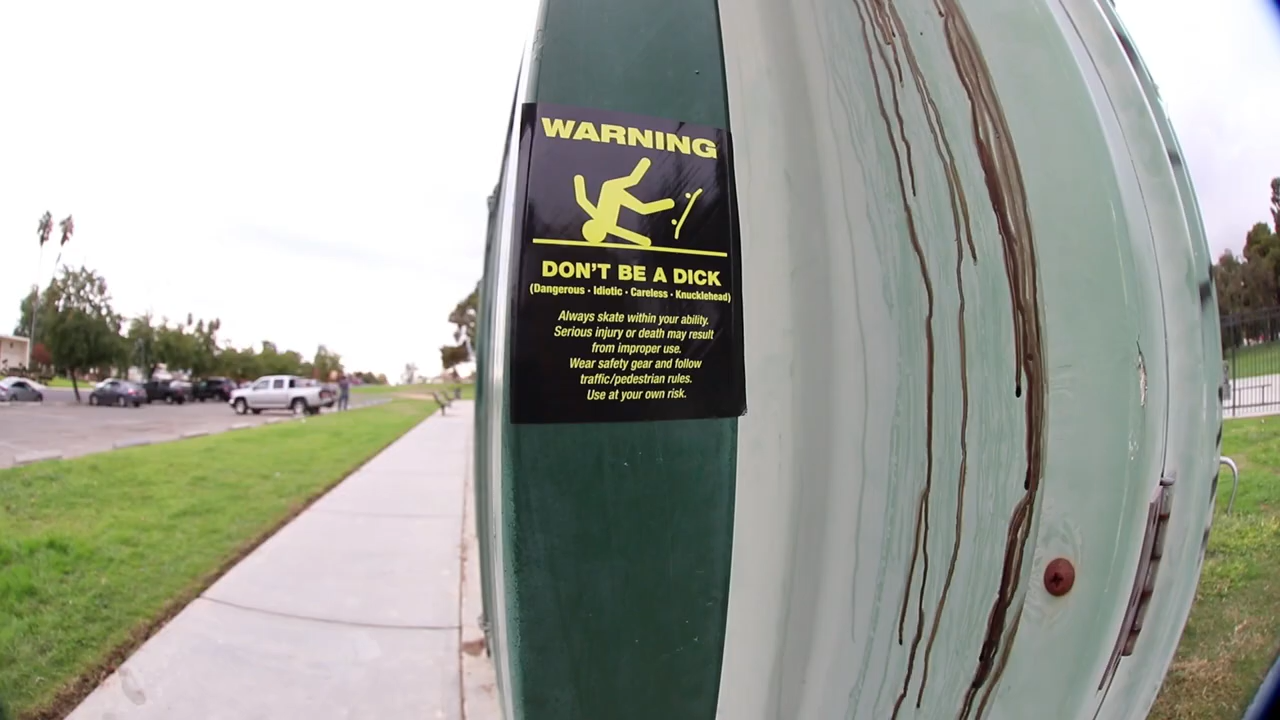 WARNING
DON'T BE A DICK
(Dangerous · Idiotic · Careless · Knucklehead)
Always skate within your ability.
Serious injury or death may result
from improper use.
Wear safety gear and follow
traffic/pedestrian rules.
Use at your own risk.